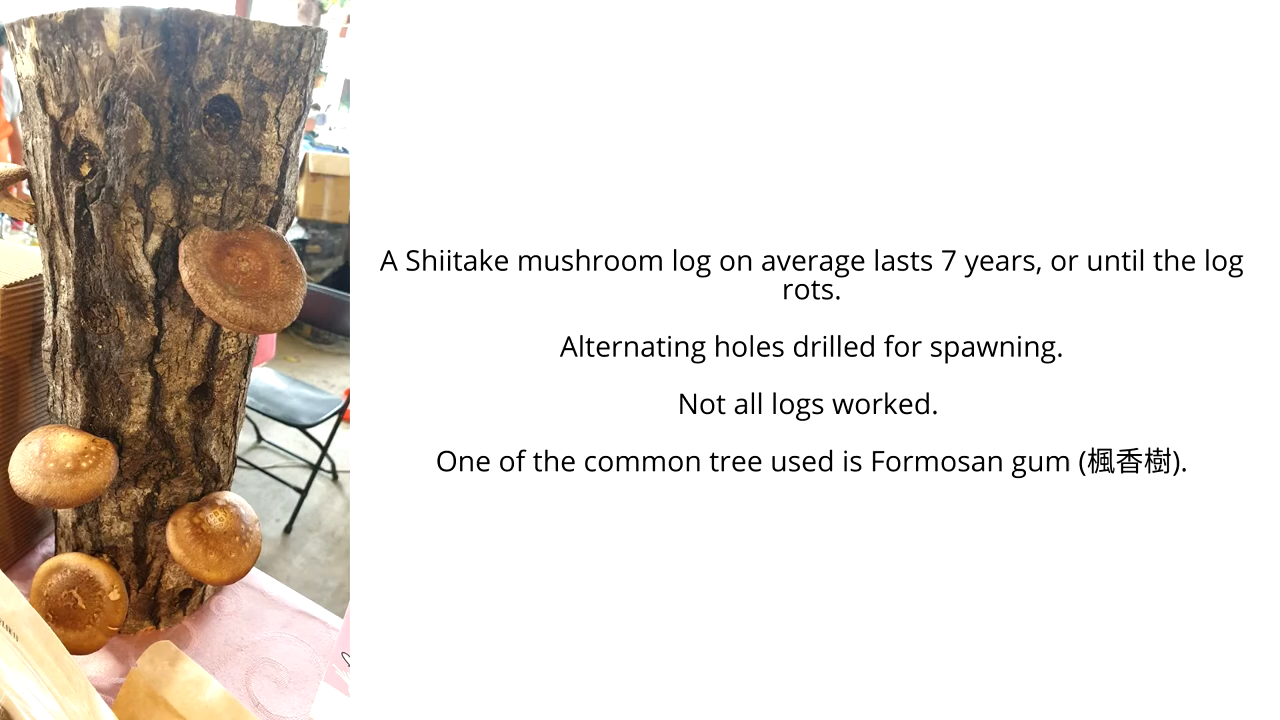 A Shiitake mushroom log on average lasts 7 years, or until the log
rots.
Alternating holes drilled for spawning.
Not all logs worked.
One of the common tree used is Formosan gum (楓香樹).